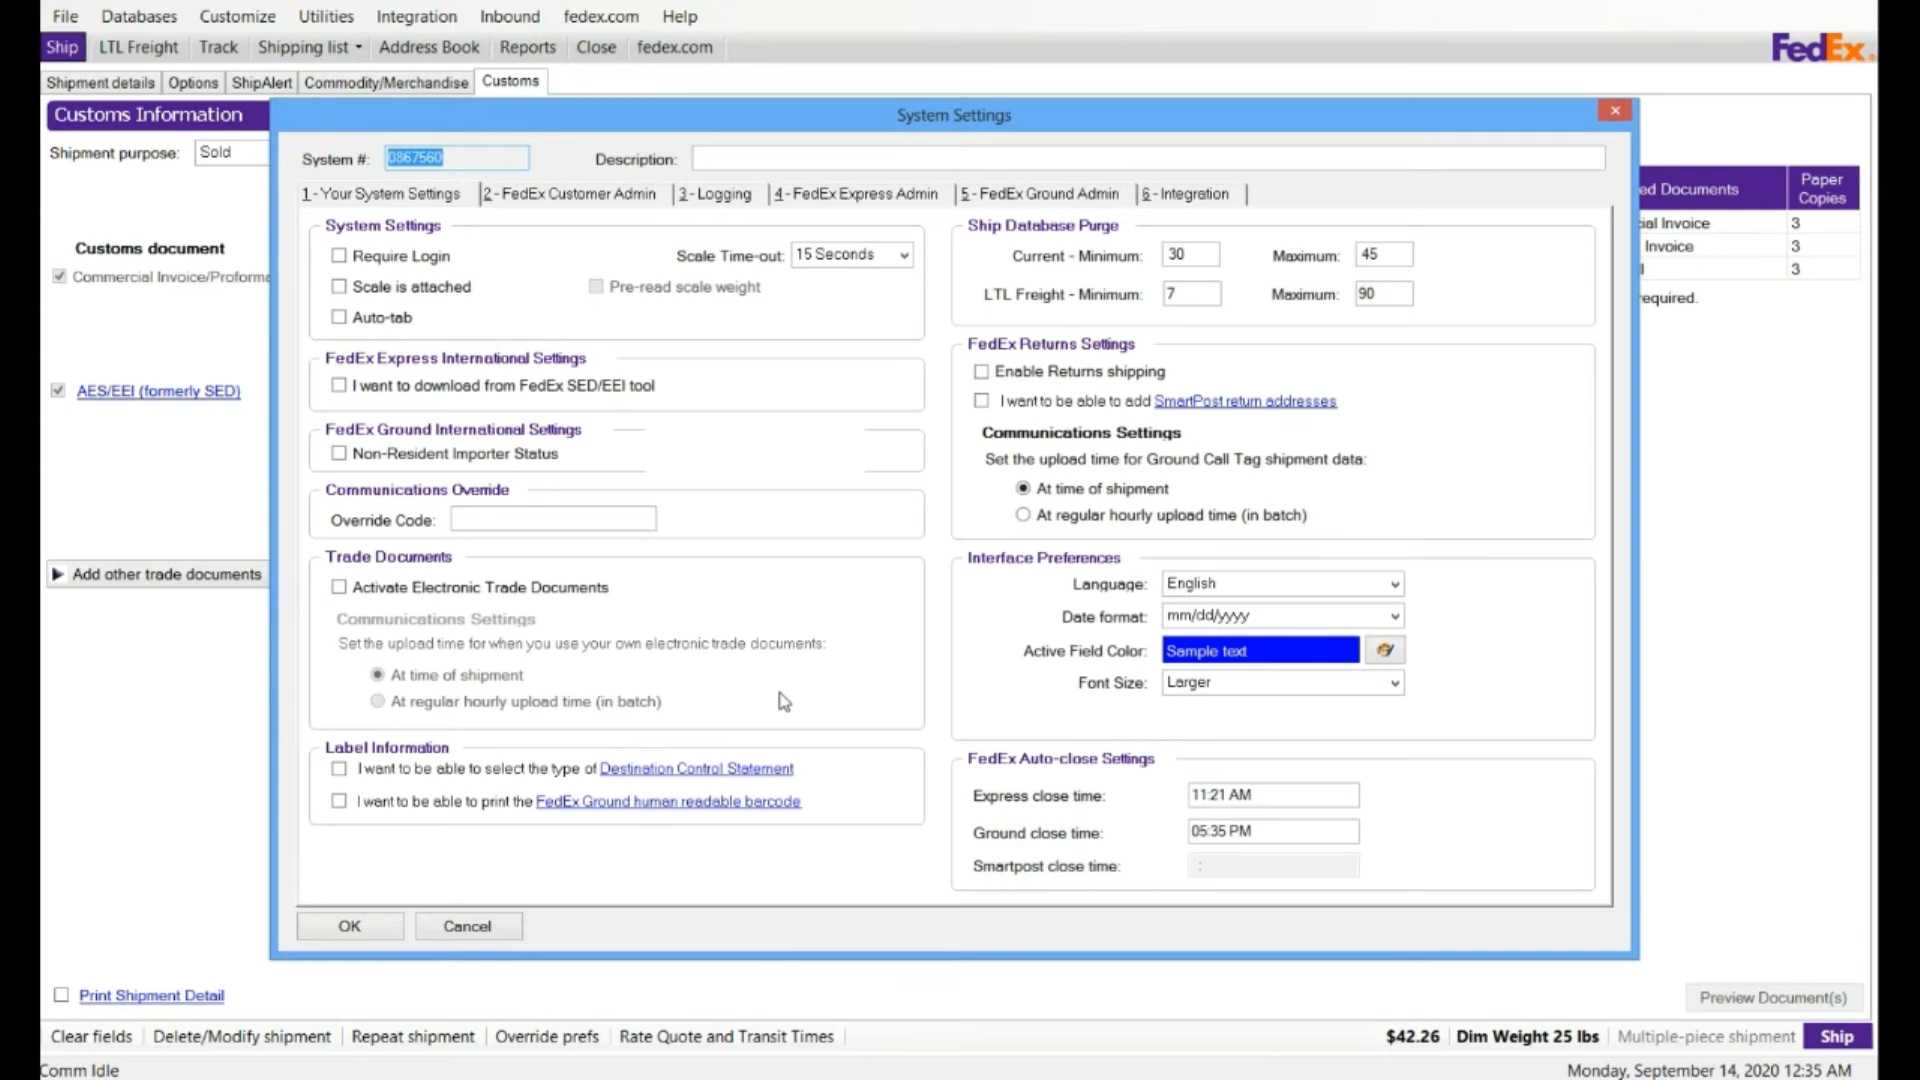 File Databases Customize Utilities Integration Inbound fedex.com Help
Ship LTL Freight Track Shipping list Address Book Reports Close fedex.com
FedEx
Shipment details Options ShipAlert Commodity/Merchandise Customs
Customs Information
System Settings
Shipment purpose: Sold
System #: 0867560 Description:
1 - Your System Settings 2 - FedEx Customer Admin 3 - Logging 4 - FedEx Express Admin 5 - FedEx Ground Admin 6 - Integration
ed Documents Paper Copies
ial Invoice 3
Invoice 3
l 3
equired.
Customs document
Commercial Invoice/Proforma
AES/EEI (formerly SED)
Add other trade documents
System Settings
Require Login Scale Time-out: 15 Seconds
Scale is attached Pre-read scale weight
Auto-tab
FedEx Express International Settings
I want to download from FedEx SED/EEI tool
FedEx Ground International Settings
Non-Resident Importer Status
Communications Override
Override Code:
Trade Documents
Activate Electronic Trade Documents
Communications Settings
Set the upload time for when you use your own electronic trade documents:
At time of shipment
At regular hourly upload time (in batch)
Label Information
I want to be able to select the type of Destination Control Statement
I want to be able to print the FedEx Ground human readable barcode
Ship Database Purge
Current - Minimum: 30 Maximum: 45
LTL Freight - Minimum: 7 Maximum: 90
FedEx Returns Settings
Enable Returns shipping
I want to be able to add SmartPost return addresses
Communications Settings
Set the upload time for Ground Call Tag shipment data:
At time of shipment
At regular hourly upload time (in batch)
Interface Preferences
Language: English
Date format: mm/dd/yyyy
Active Field Color: Sample text
Font Size: Larger
FedEx Auto-close Settings
Express close time: 11:21 AM
Ground close time: 05:35 PM
Smartpost close time: :
OK Cancel
Print Shipment Detail
Preview Document(s)
Clear fields Delete/Modify shipment Repeat shipment Override prefs Rate Quote and Transit Times $42.26 Dim Weight 25 lbs Multiple-piece shipment Ship
Comm Idle Monday, September 14, 2020 12:35 AM